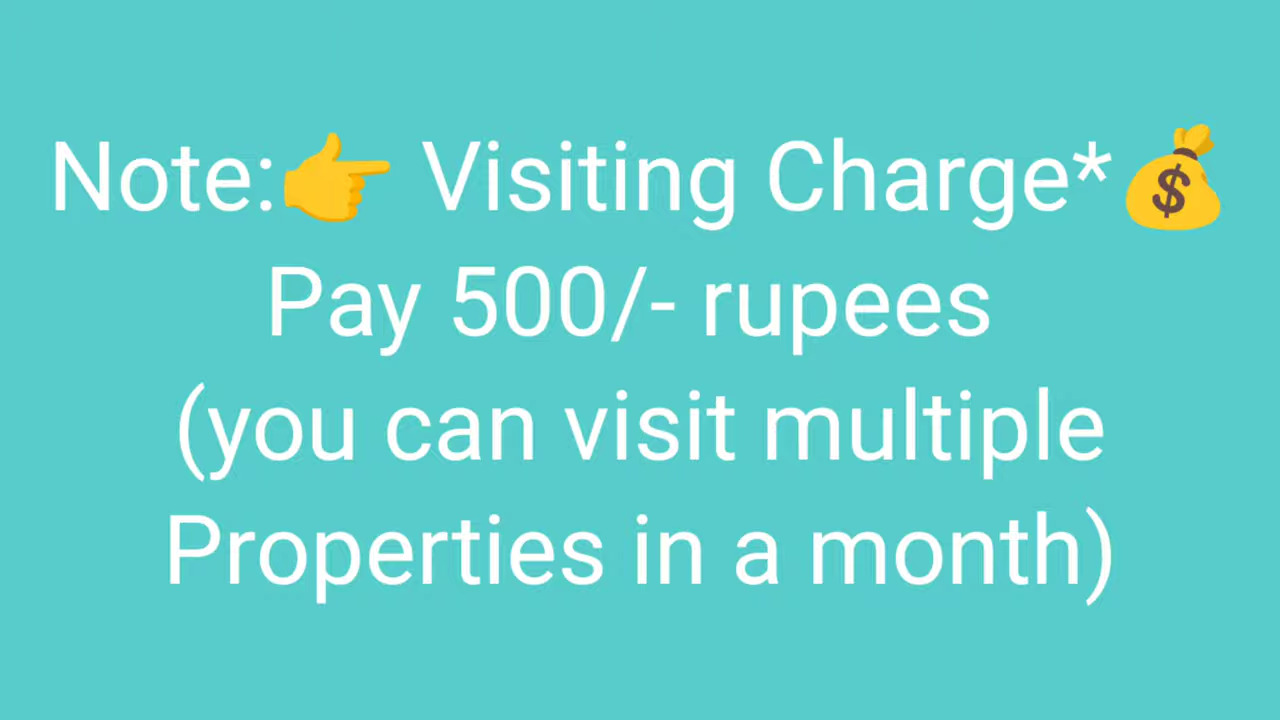 Note:👉 Visiting Charge*💰
Pay 500/- rupees
(you can visit multiple
Properties in a month)